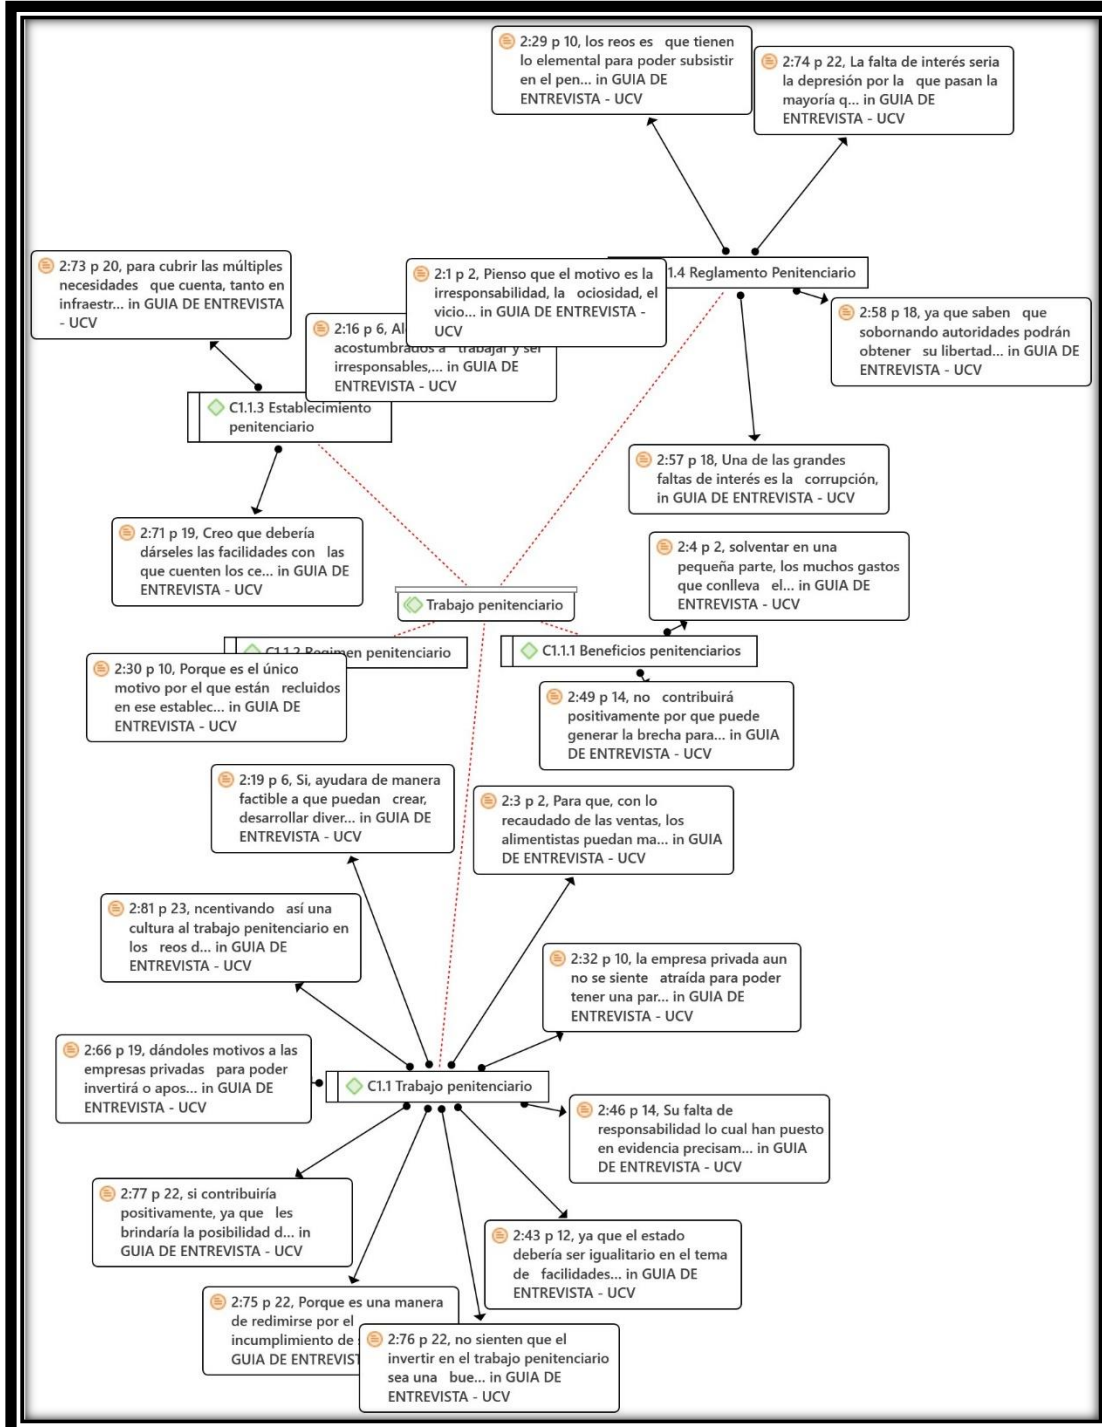 2:29 p 10, los reos es que tienen
lo elemental para poder subsistir
en el pen... in GUIA DE
ENTREVISTA - UCV
2:74 p 22, La falta de interés seria
la depresión por la que pasan la
mayoría q... in GUIA DE
ENTREVISTA - UCV
2:73 p 20, para cubrir las múltiples
necesidades que cuenta, tanto en
infraestr... in GUIA DE ENTREVISTA
- UCV
2:1 p 2, Pienso que el motivo es la
irresponsabilidad, la ociosidad, el
vicio... in GUIA DE ENTREVISTA -
UCV
1.4 Reglamento Penitenciario
2:16 p 6,
acostumbrados a trabajar y ser
irresponsables,... in GUIA DE
ENTREVISTA - UCV
2:58 p 18, ya que saben que
sobornando autoridades podrán
obtener su libertad... in GUIA DE
ENTREVISTA - UCV
C1.1.3 Establecimiento
penitenciario
2:57 p 18, Una de las grandes
faltas de interés es la corrupción,
in GUIA DE ENTREVISTA - UCV
2:71 p 19, Creo que debería
dárseles las facilidades con las
que cuenten los ce... in GUIA DE
ENTREVISTA - UCV
2:4 p 2, solventar en una
pequeña parte, los muchos gastos
que conlleva el... in GUIA DE
ENTREVISTA - UCV
Trabajo penitenciario
C1.1.2 Regimen penitenciario
C1.1.1 Beneficios penitenciarios
2:30 p 10, Porque es el único
motivo por el que están recluidos
en ese establec... in GUIA DE
ENTREVISTA - UCV
2:49 p 14, no contribuirá
positivamente por que puede
generar la brecha para... in GUIA
DE ENTREVISTA - UCV
2:19 p 6, Si, ayudara de manera
factible a que puedan crear,
desarrollar diver... in GUIA DE
ENTREVISTA - UCV
2:3 p 2, Para que, con lo
recaudado de las ventas, los
alimentistas puedan ma... in GUIA
DE ENTREVISTA - UCV
2:81 p 23, ncentivando así una
cultura al trabajo penitenciario en
los reos d... in GUIA DE
ENTREVISTA - UCV
2:32 p 10, la empresa privada aun
no se siente atraída para poder
tener una par... in GUIA DE
ENTREVISTA - UCV
2:66 p 19, dándoles motivos a las
empresas privadas para poder
invertirá o apos... in GUIA DE
ENTREVISTA - UCV
C1.1 Trabajo penitenciario
2:46 p 14, Su falta de
responsabilidad lo cual han puesto
en evidencia precisam... in GUIA
DE ENTREVISTA - UCV
2:77 p 22, si contribuiría
positivamente, ya que les
brindaría la posibilidad d... in
GUIA DE ENTREVISTA - UCV
2:43 p 12, ya que el estado
debería ser igualitario en el tema
de facilidades... in GUIA DE
ENTREVISTA - UCV
2:75 p 22, Porque es una manera
de redimirse por el
incumplimiento de
GUIA DE
2:76 p 22, no sienten que el
invertir en el trabajo penitenciario
sea una bue... in GUIA DE
ENTREVISTA - UCV